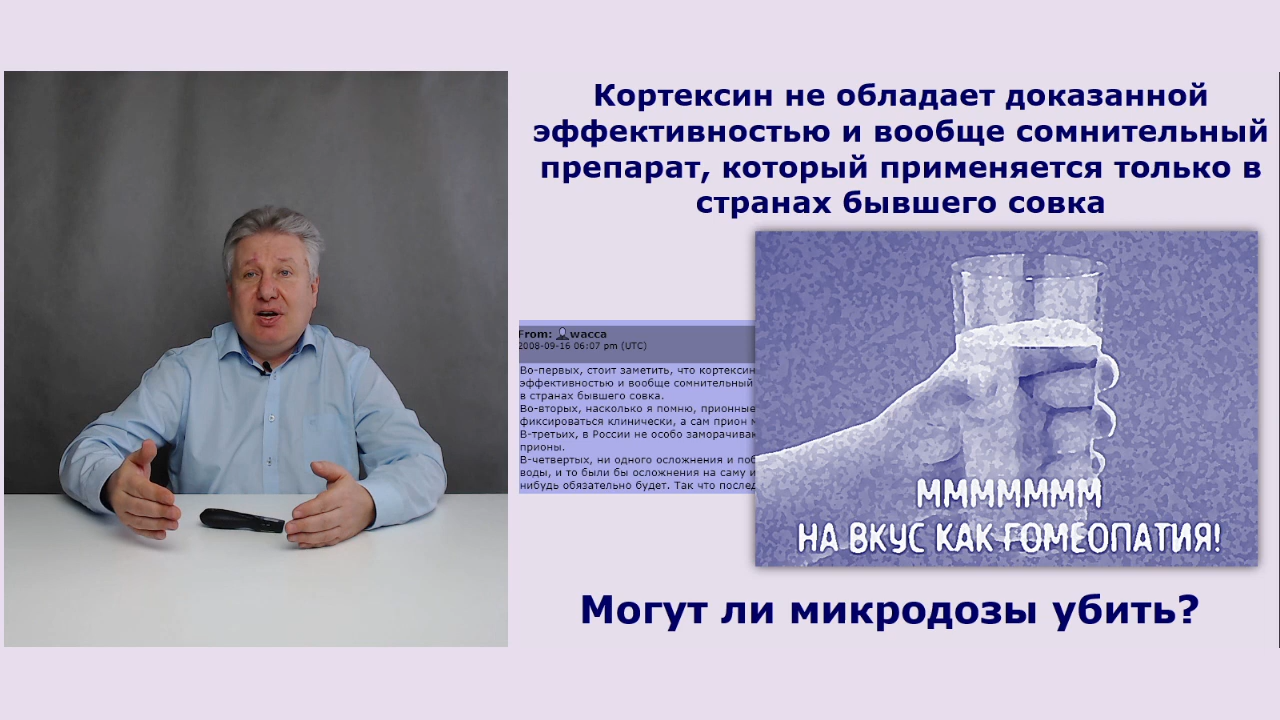 Кортексин не обладает доказанной
эффективностью и вообще сомнительный
препарат, который применяется только в
странах бывшего совка
From: wacca
2008-09-16 06:07 pm (UTC)
Во-первых, стоит заметить, что кортексин
эффективностью и вообще сомнительный
в странах бывшего совка.
Во-вторых, насколько я помню, прионные
фиксироваться клинически, а сам прион
В-третьих, в России не особо
прионы.
В-четвертых, ни одного осложнения и
воды, и то были бы осложнения на саму
нибудь обязательно будет. Так что
МММММММ
НА ВКУС КАК ГОМЕОПАТИЯ!
Могут ли микродозы убить?